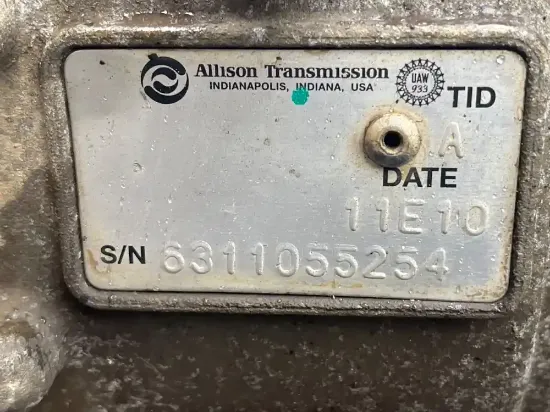 Allison Transmission
INDIANAPOLIS, INDIANA, USA
UAW
933
TID
A
DATE
11E10
S/N 6311055254